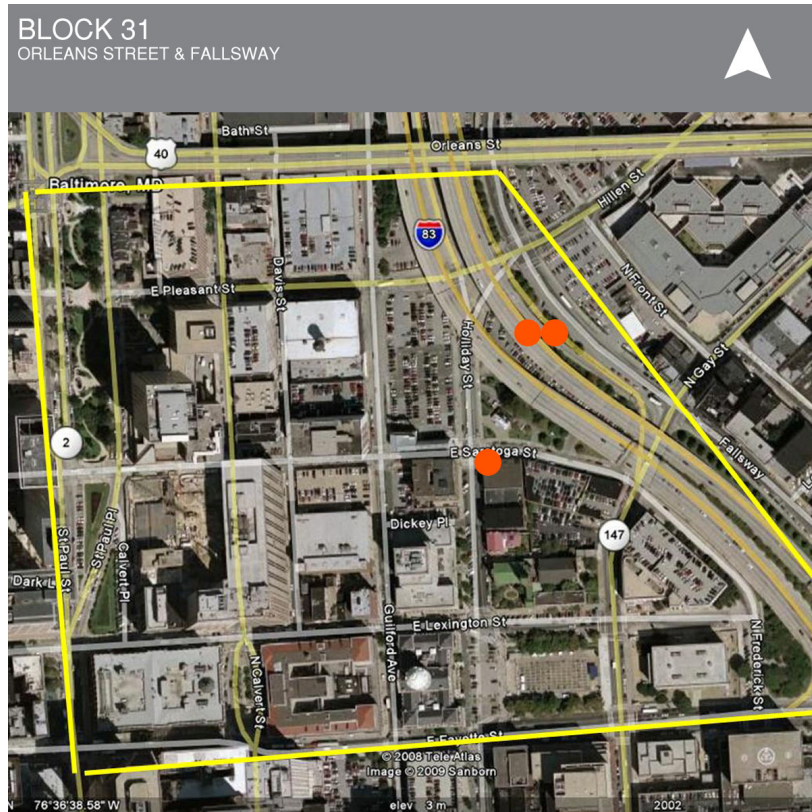 BLOCK 31
ORLEANS STREET & FALLSWAY
Bath St
Orleans St
40
Baltimore, MD
Hillen St
83
E Pleasant St
Davis St
N Front St
Holliday St
N Gay St
2
E Saratoga St
Fallsway
St Paul Pl
Dickey Pl
147
St Paul St
Calvert Pl
Dark L
Guilford Ave
E Lexington St
N Frederick St
N Calvert St
E Fayette St
© 2008 Tele Atlas
Image © 2009 Sanborn
76°36'38.58" W
elev 3 m
2002